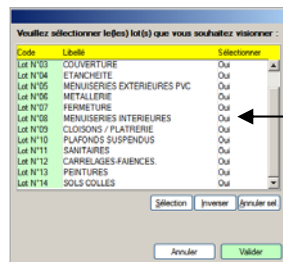 Veuillez sélectionner le(les) lot(s) que vous souhaitez visionner :
Code Libellé Sélectionner
Lot N°03 COUVERTURE Oui
Lot N°04 ETANCHEITE Oui
Lot N°05 MENUISERIES EXTERIEURES PVC Oui
Lot N°06 METALLERIE Oui
Lot N°07 FERMETURE Oui
Lot N°08 MENUISERIES INTERIEURES Oui
Lot N°09 CLOISONS / PLATRERIE Oui
Lot N°10 PLAFONDS SUSPENDUS Oui
Lot N°11 SANITAIRES Oui
Lot N°12 CARRELAGES-FAIENCES. Oui
Lot N°13 PEINTURES Oui
Lot N°14 SOLS COLLES Oui
Sélection Inverser Annuler sel.
Annuler Valider